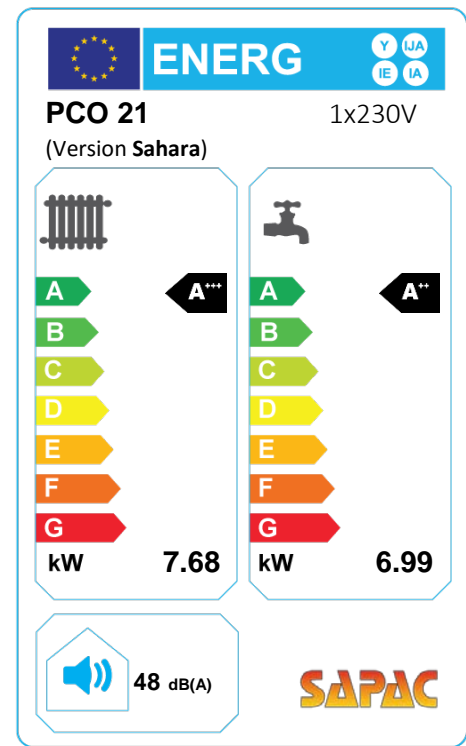 ENERG Y IJA IE IA
PCO 21 1x230V
(Version Sahara)
A A+++
B
C
D
E
F
G
kW 7.68
A A++
B
C
D
E
F
G
kW 6.99
48 dB(A)
SAPAC